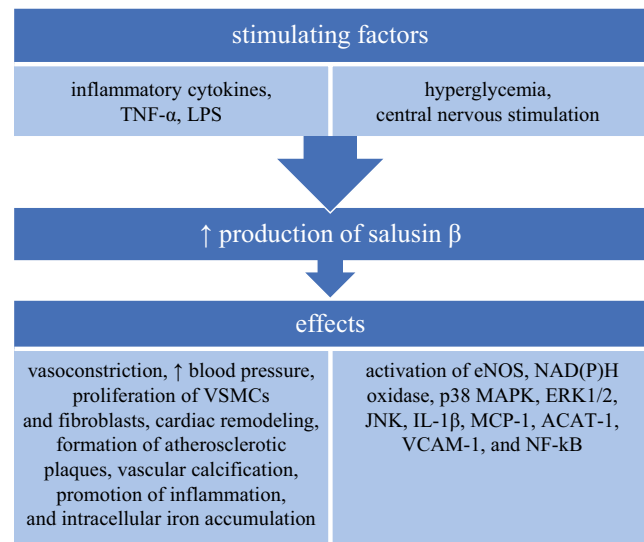 stimulating factors
inflammatory cytokines,
TNF-α, LPS
hyperglycemia,
central nervous stimulation
↑ production of salusin β
effects
vasoconstriction, ↑ blood pressure,
proliferation of VSMCs
and fibroblasts, cardiac remodeling,
formation of atherosclerotic
plaques, vascular calcification,
promotion of inflammation,
and intracellular iron accumulation
activation of eNOS, NAD(P)H
oxidase, p38 MAPK, ERK1/2,
JNK, IL-1β, MCP-1, ACAT-1,
VCAM-1, and NF-kB